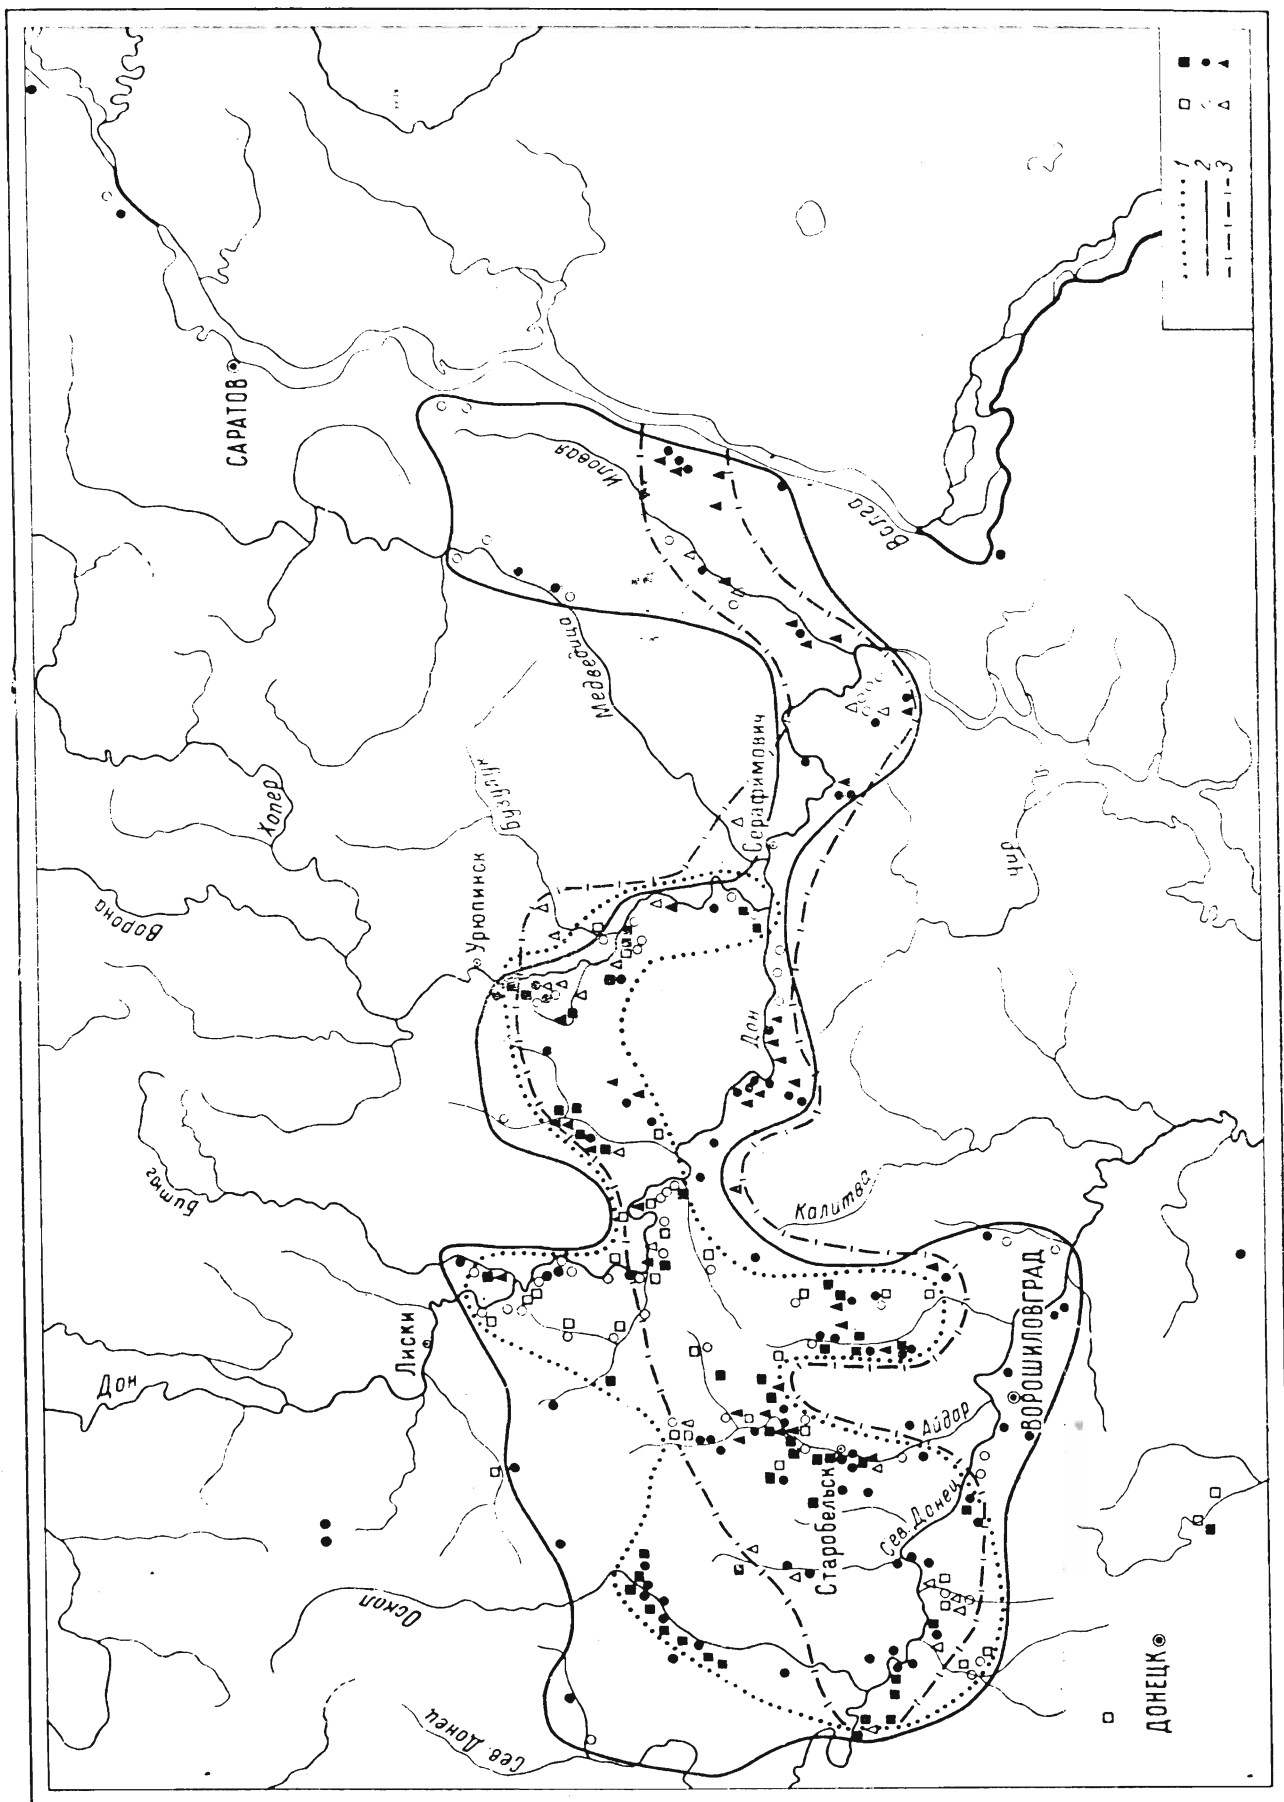 САРАТОВ
Иловая
Волга
Медведица
Хопер
Бузулук
Серафимович
Ворона
Урюпинск
Чир
Дон
Битюг
Калитва
Лиски
Дон
ВОРОШИЛОВГРАД
Айдар
Старобельск
Сев. Донец
Оскол
Сев. Донец
ДОНЕЦК
1
2
3